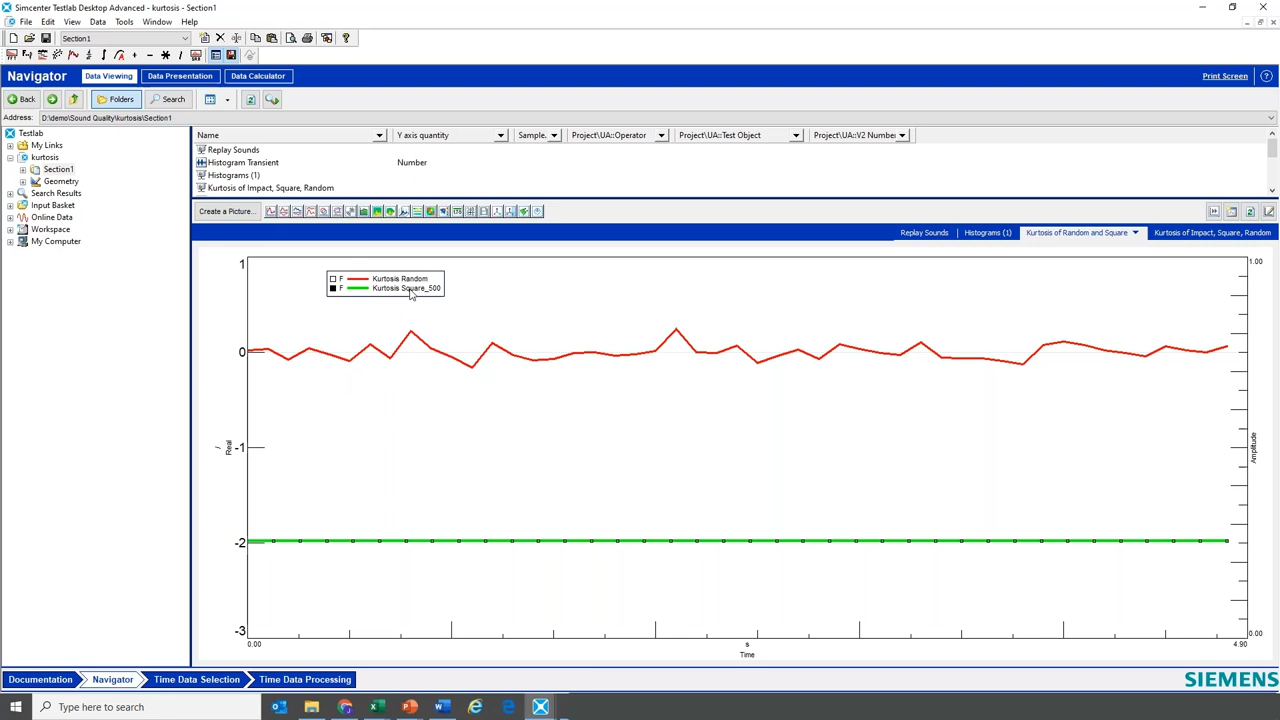 Simcenter Testlab Desktop Advanced - kurtosis - Section1
File Edit View Data Tools Window Help
Section1
Navigator Data Viewing Data Presentation Data Calculator Print Screen
Back Folders Search
Address: D:\demo\Sound Quality\kurtosis\Section1
Testlab
My Links
kurtosis
Section1
Geometry
Search Results
Input Basket
Online Data
Workspace
My Computer
Name Y axis quantity Sample. Project\UA::Operator Project\UA::Test Object Project\UA::V2 Number
Replay Sounds
Histogram Transient Number
Histograms (1)
Kurtosis of Impact, Square, Random
Create a Picture...
Replay Sounds Histograms (1) Kurtosis of Random and Square Kurtosis of Impact, Square, Random
F Kurtosis Random
F Kurtosis Square_500
1
0
-1
-2
-3
/
Real
1.00
0.00
Amplitude
0.00 s 4.90
Time
Documentation Navigator Time Data Selection Time Data Processing SIEMENS
Type here to search